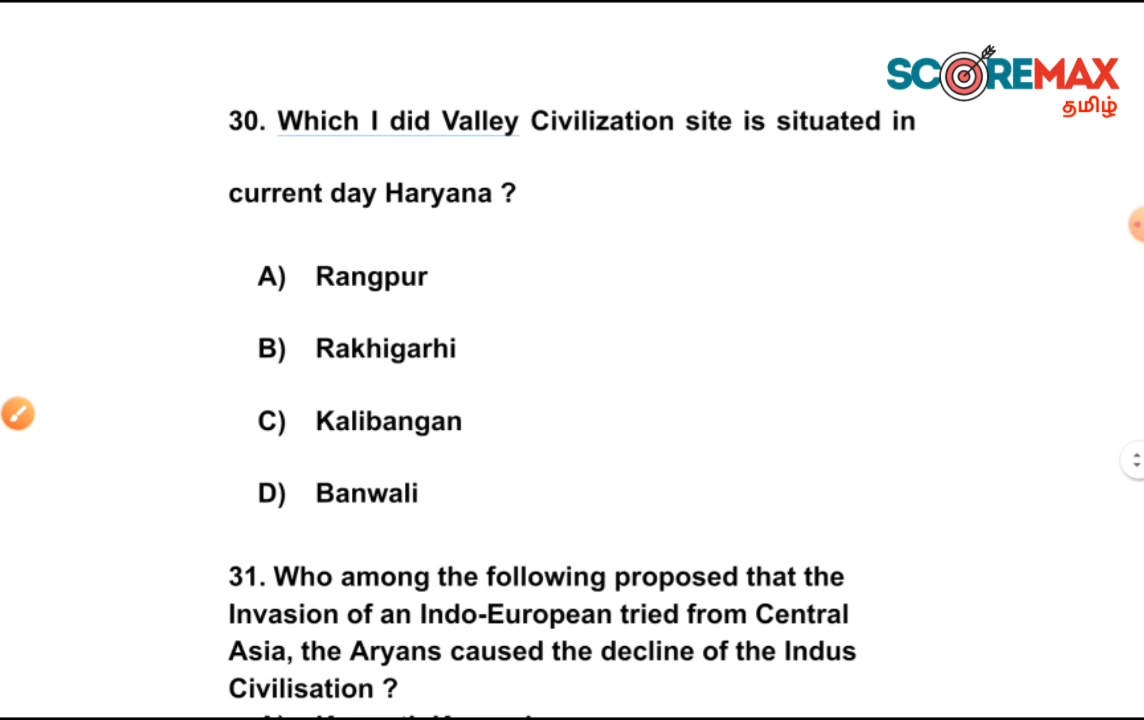 SCOREMAX
தமிழ்
30. Which I did Valley Civilization site is situated in
current day Haryana ?
A) Rangpur
B) Rakhigarhi
C) Kalibangan
D) Banwali
31. Who among the following proposed that the
Invasion of an Indo-European tried from Central
Asia, the Aryans caused the decline of the Indus
Civilisation ?